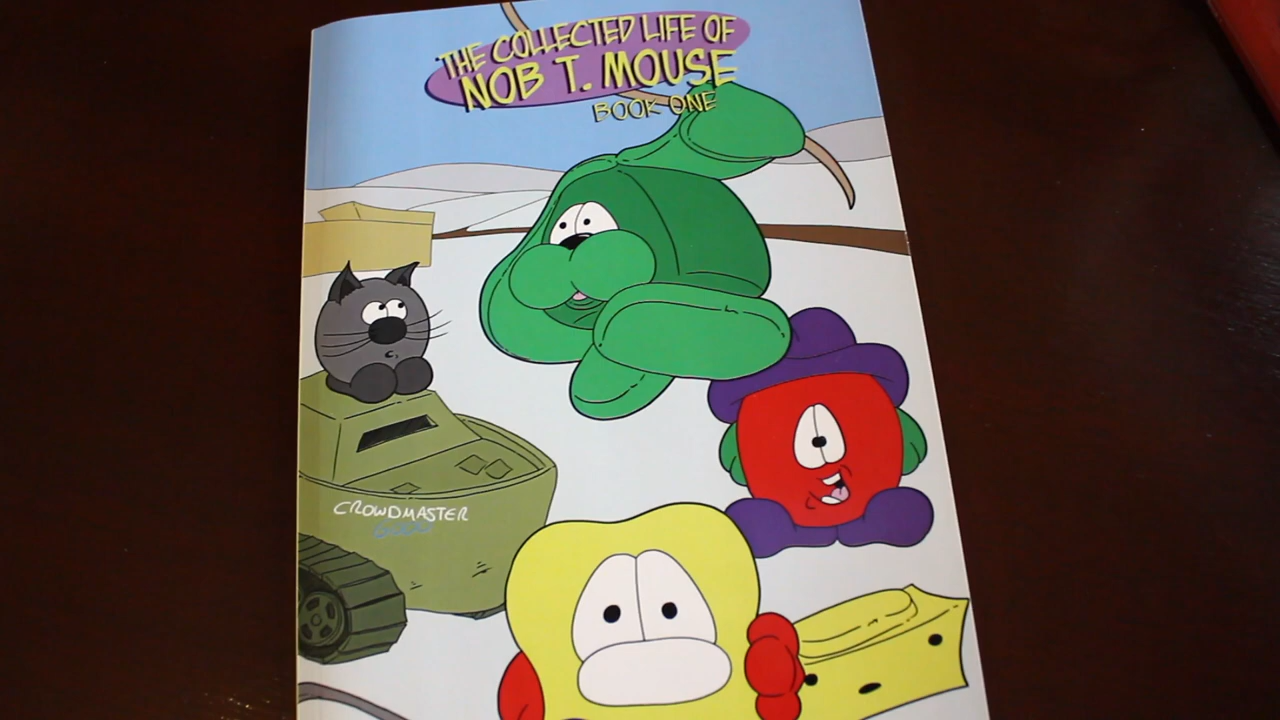 THE COLLECTED LIFE OF
NOB T. MOUSE
BOOK ONE
CROWDMASTER